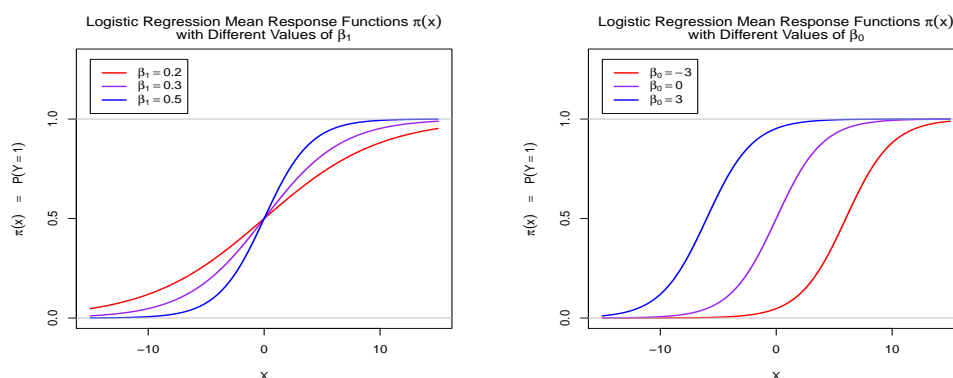 Logistic Regression Mean Response Functions π(x)
with Different Values of β₁
β₁ = 0.2
β₁ = 0.3
β₁ = 0.5
π(x) = P(Y = 1)
1.0
0.5
0.0
−10
0
10
X
Logistic Regression Mean Response Functions π(x)
with Different Values of β₀
β₀ = −3
β₀ = 0
β₀ = 3
π(x) = P(Y = 1)
1.0
0.5
0.0
−10
0
10
X